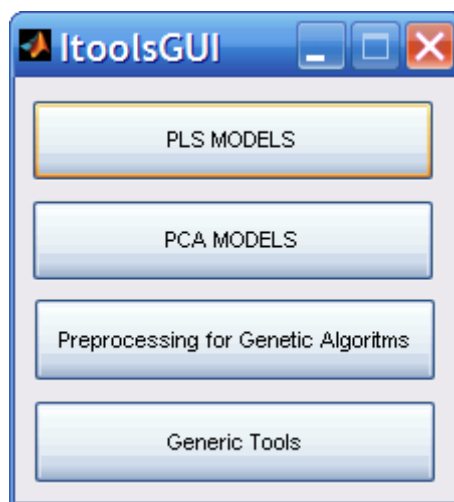 ItoolsGUI
PLS MODELS
PCA MODELS
Preprocessing for Genetic Algoritms
Generic Tools